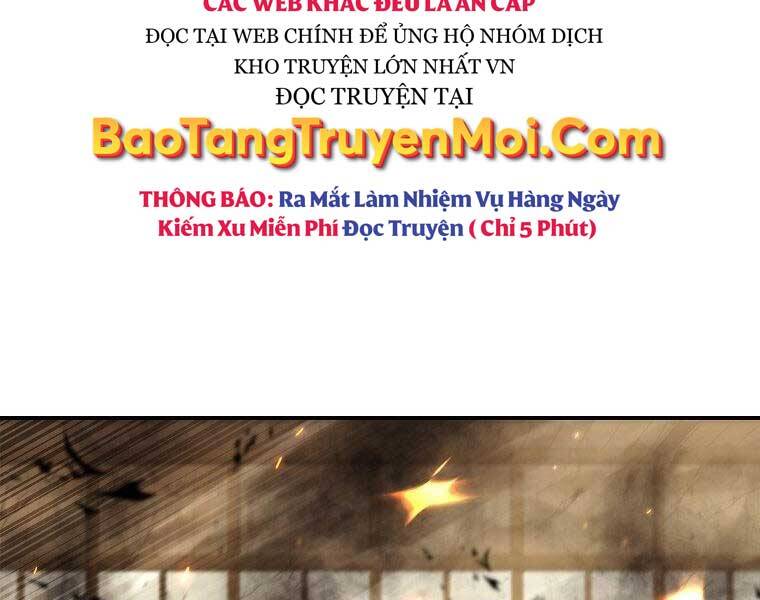 CÁC WEB KHÁC ĐỀU LÀ ĂN CẮP
ĐỌC TẠI WEB CHÍNH ĐỂ ỦNG HỘ NHÓM DỊCH
KHO TRUYỆN LỚN NHẤT VN
ĐỌC TRUYỆN TẠI
BaoTangTruyenMoi.Com
THÔNG BÁO: Ra Mắt Làm Nhiệm Vụ Hàng Ngày
Kiếm Xu Miễn Phí Đọc Truyện ( Chỉ 5 Phút)